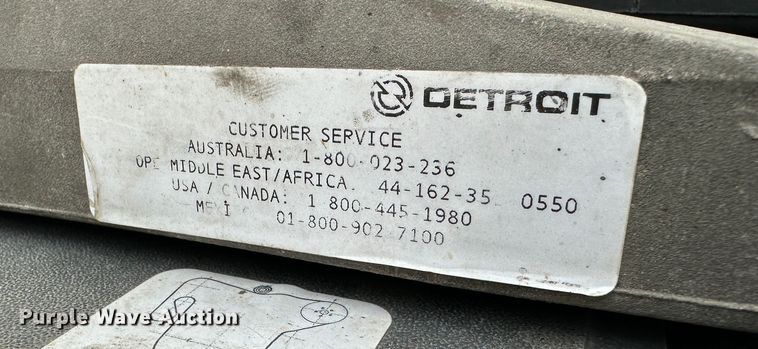 DETROIT
CUSTOMER SERVICE
AUSTRALIA: 1-800-023-236
MIDDLE EAST/AFRICA. 44-162-35 0550
USA / CANADA: 1 800-445-1980
01-800-902 7100
Purple Wave Auction